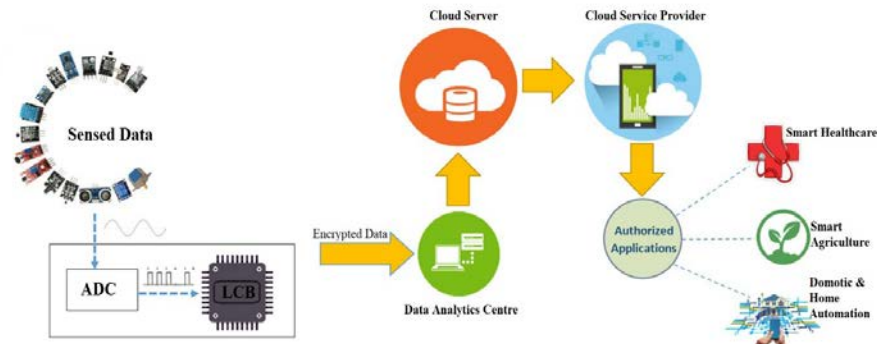 Cloud Server
Cloud Service Provider
Sensed Data
Smart Healthcare
Encrypted Data
Authorized
Applications
Smart
Agriculture
ADC
LCB
Data Analytics Centre
Domotic &
Home
Automation